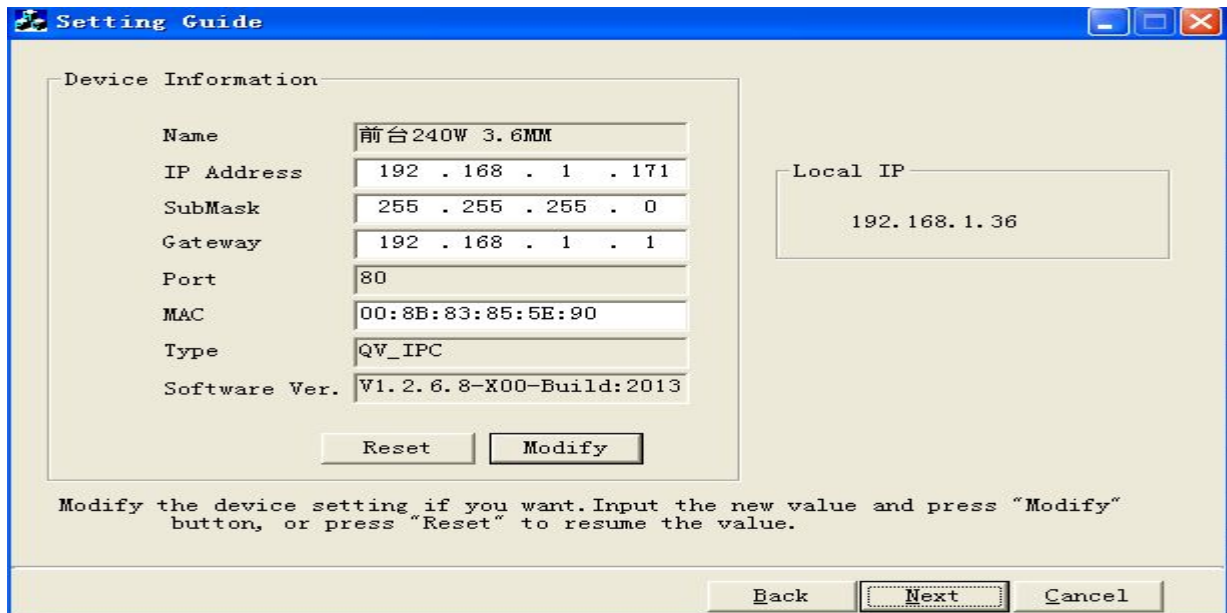 Setting Guide
Device Information
Name 前台240W 3.6MM
IP Address 192 . 168 . 1 . 171
SubMask 255 . 255 . 255 . 0
Gateway 192 . 168 . 1 . 1
Port 80
MAC 00:8B:83:85:5E:90
Type QV_IPC
Software Ver. V1.2.6.8-X00-Build:2013
Reset Modify
Local IP
192.168.1.36
Modify the device setting if you want.Input the new value and press "Modify"
button, or press "Reset" to resume the value.
Back Next Cancel